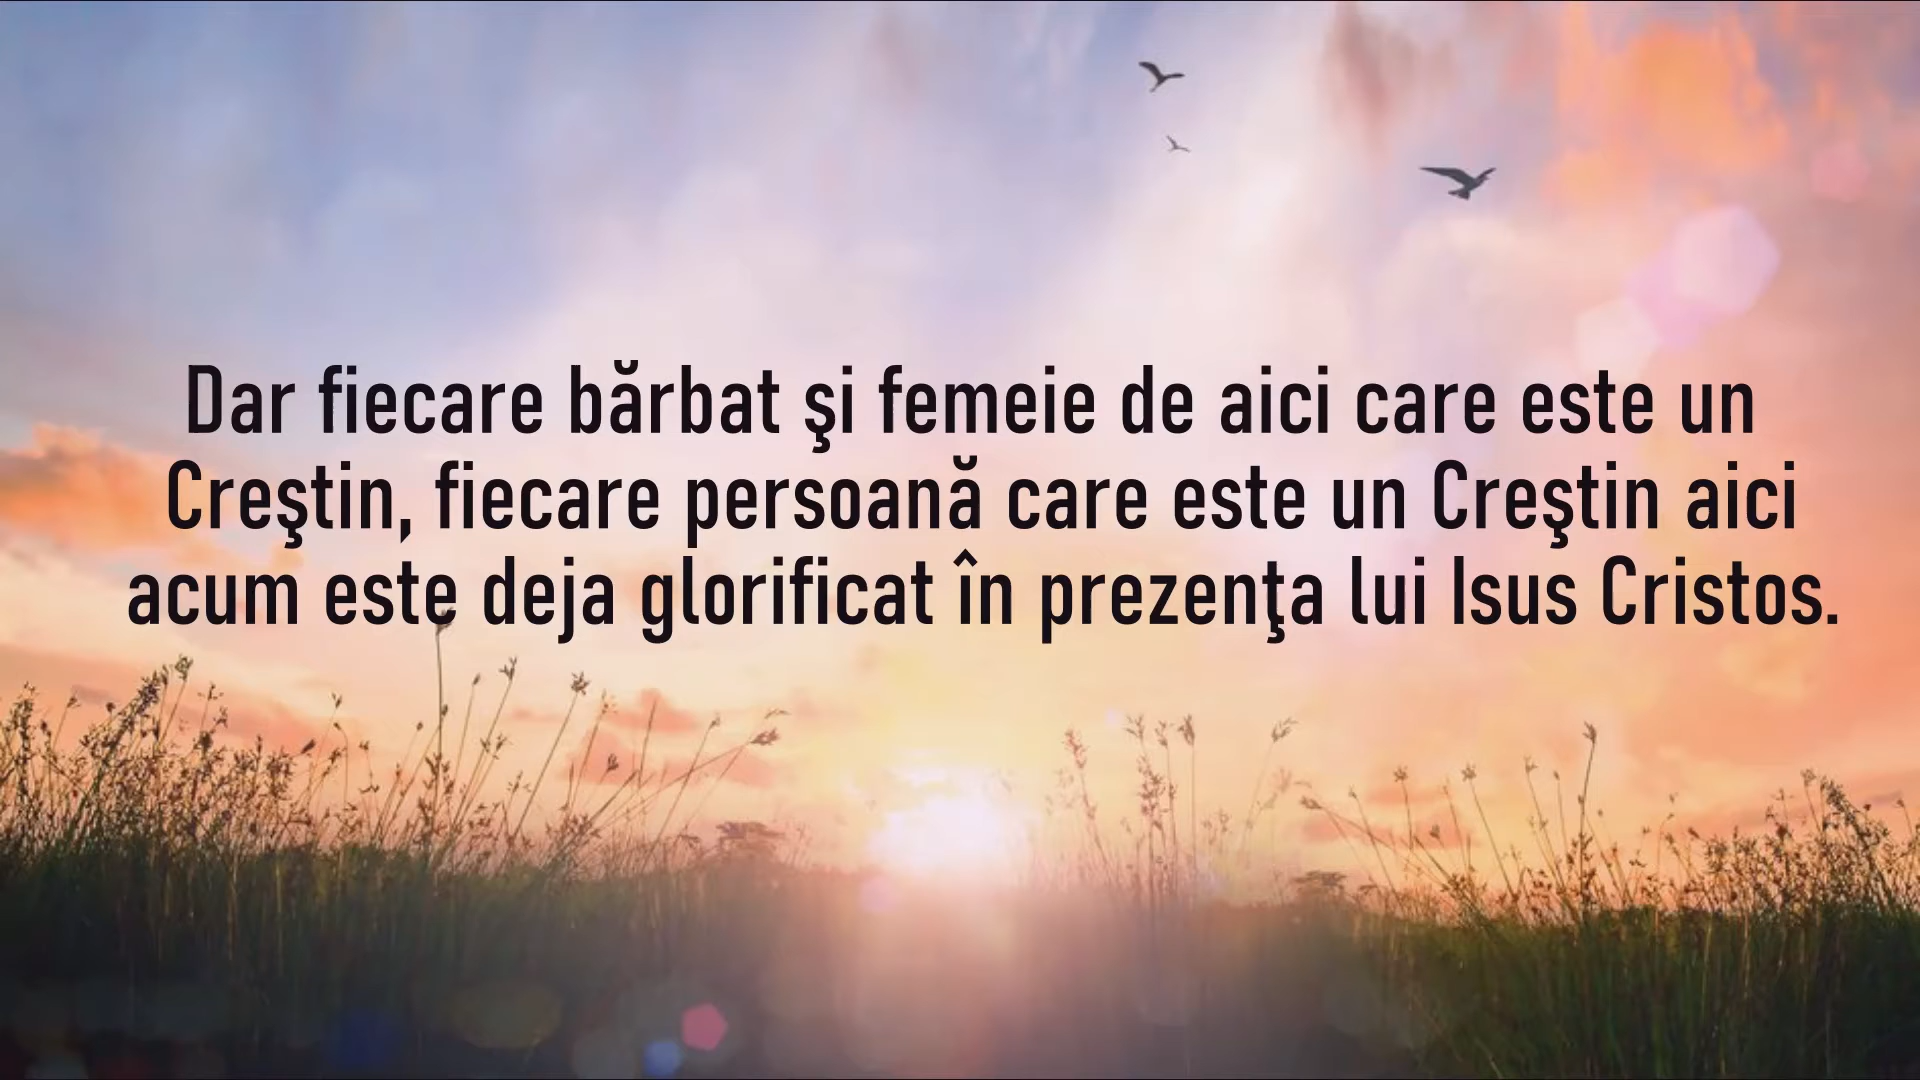 Dar fiecare bărbat şi femeie de aici care este un
Creştin, fiecare persoană care este un Creştin aici
acum este deja glorificat în prezenţa lui Isus Cristos.